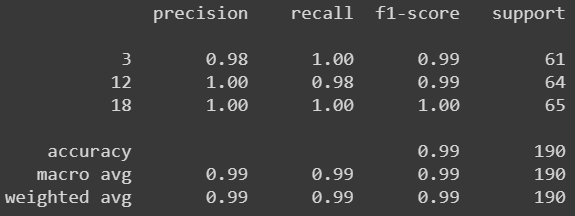 precision recall f1-score support
3 0.98 1.00 0.99 61
12 1.00 0.98 0.99 64
18 1.00 1.00 1.00 65
accuracy 0.99 190
macro avg 0.99 0.99 0.99 190
weighted avg 0.99 0.99 0.99 190